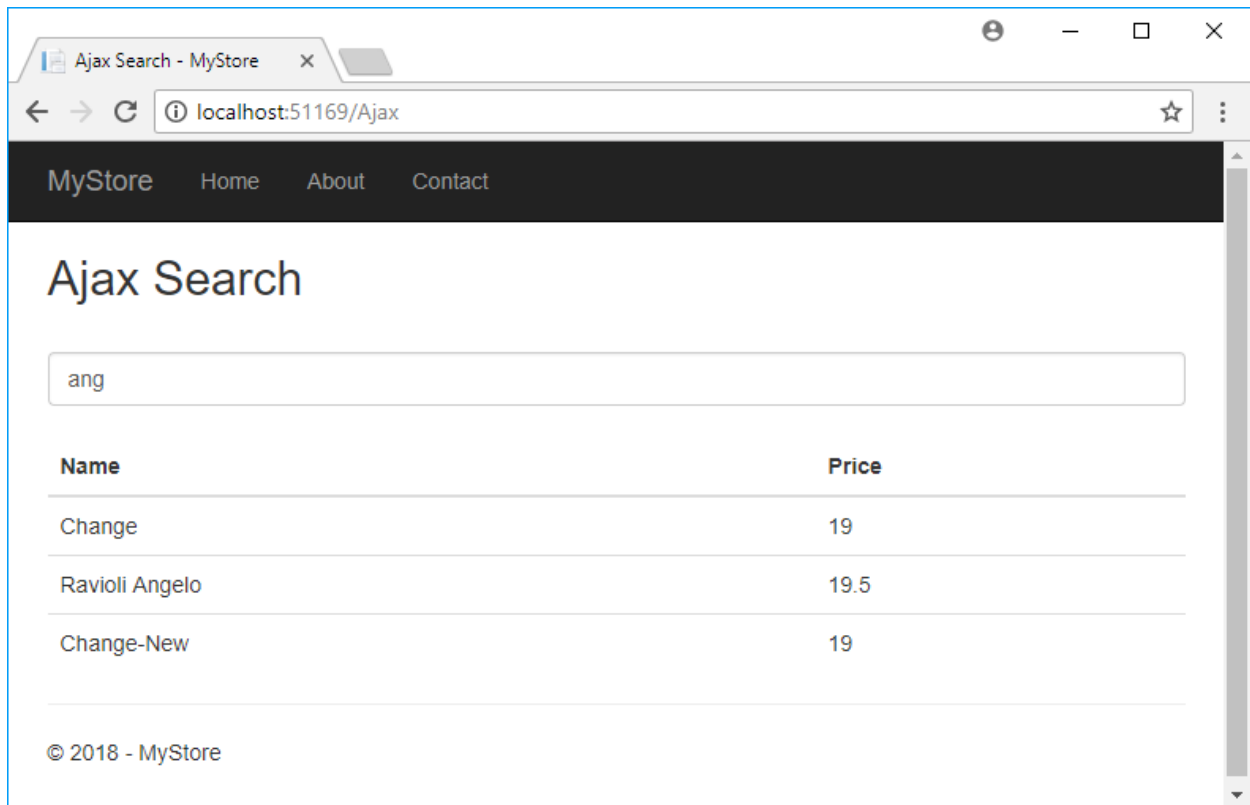 Ajax Search - MyStore
localhost:51169/Ajax
MyStore Home About Contact
Ajax Search
ang
Name Price
Change 19
Ravioli Angelo 19.5
Change-New 19
© 2018 - MyStore